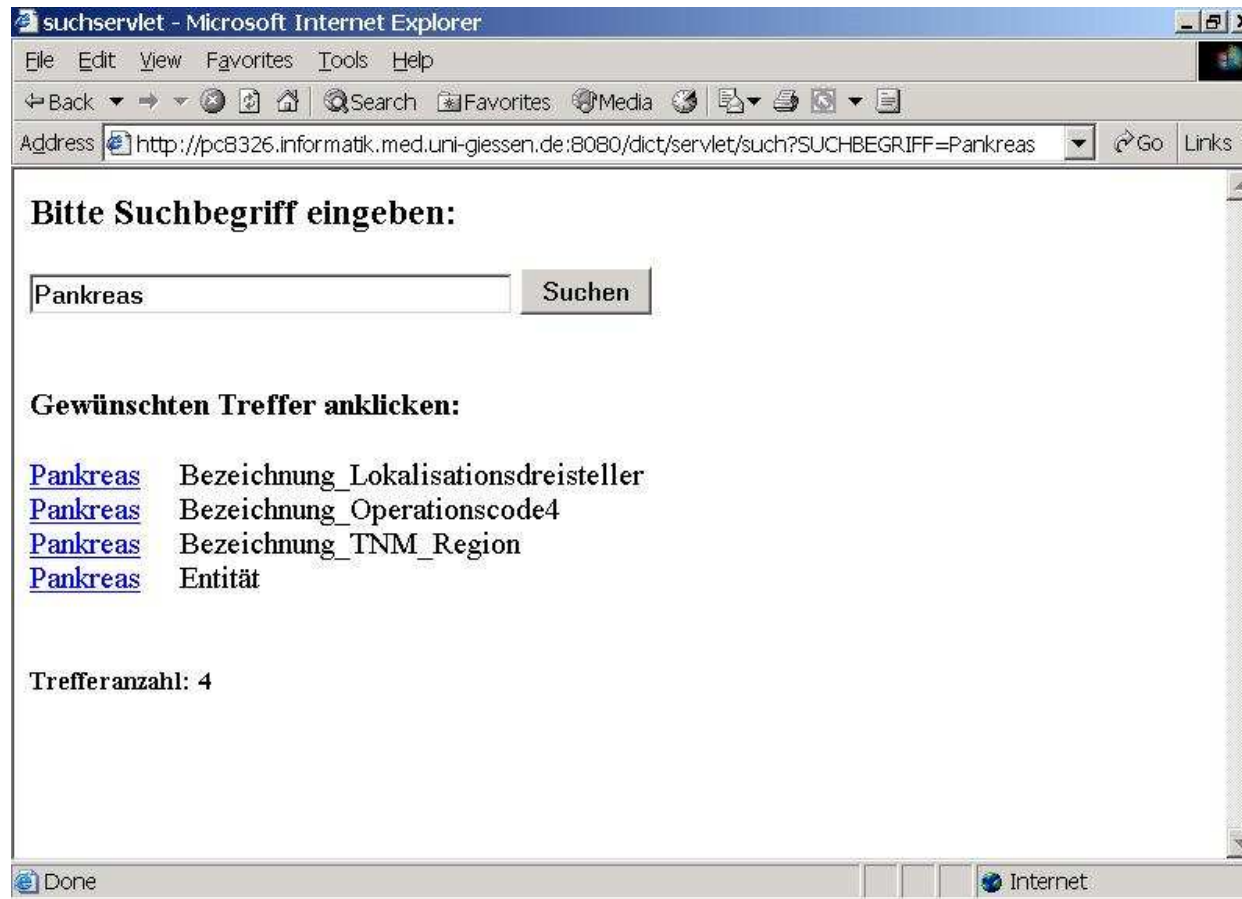 suchservlet - Microsoft Internet Explorer
File Edit View Favorites Tools Help
Back Search Favorites Media
Address http://pc8326.informatik.med.uni-giessen.de:8080/dict/servlet/such?SUCHBEGRIFF=Pankreas Go Links
Bitte Suchbegriff eingeben:
Pankreas Suchen
Gewünschten Treffer anklicken:
Pankreas Bezeichnung_Lokalisationsdreisteller
Pankreas Bezeichnung_Operationscode4
Pankreas Bezeichnung_TNM_Region
Pankreas Entität
Trefferanzahl: 4
Done Internet